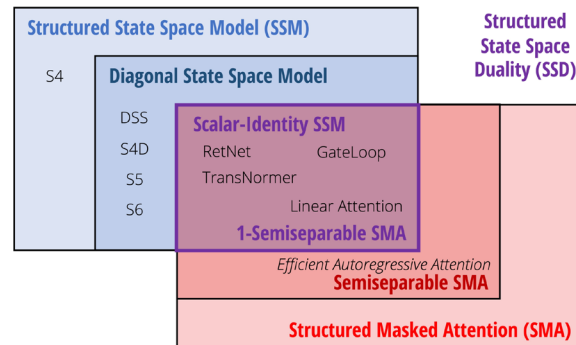 Structured State Space Model (SSM)
Structured
State Space
Duality (SSD)
S4
Diagonal State Space Model
DSS
S4D
S5
S6
Scalar-Identity SSM
RetNet GateLoop
TransNormer
Linear Attention
1-Semiseparable SMA
Efficient Autoregressive Attention
Semiseparable SMA
Structured Masked Attention (SMA)